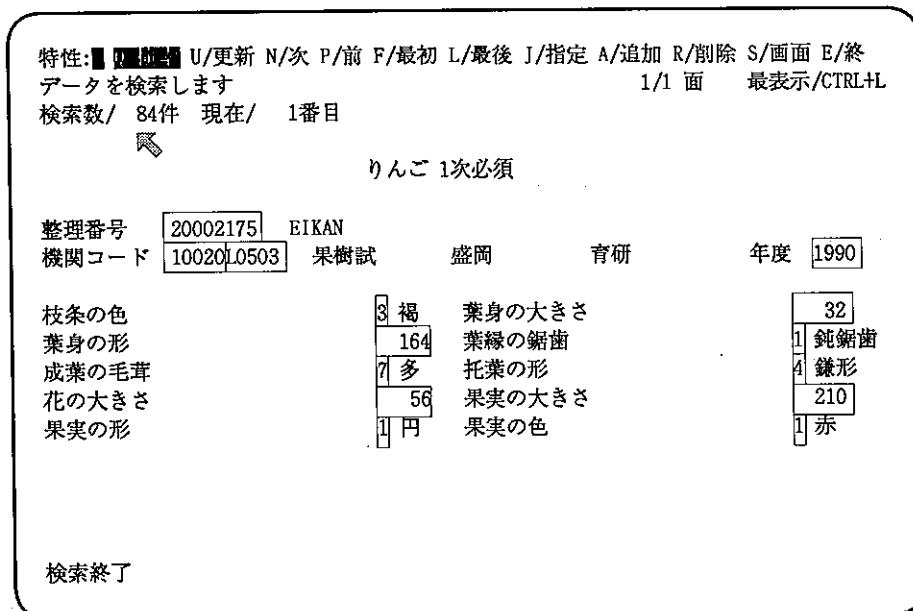 特性: U/更新 N/次 P/前 F/最初 L/最後 J/指定 A/追加 R/削除 S/画面 E/終
データを検索します 1/1 面 最表示/CTRL+L
検索数/ 84件 現在/ 1番目
りんご 1次必須
整理番号 20002175 EIKAN
機関コード 10020 10503 果樹試 盛岡 育研 年度 1990
枝条の色 3 褐 葉身の大きさ 32
葉身の形 164 葉縁の鋸歯 1 鈍鋸歯
成葉の毛茸 7 多 托葉の形 4 鎌形
花の大きさ 56 果実の大きさ 210
果実の形 1 円 果実の色 1 赤
検索終了